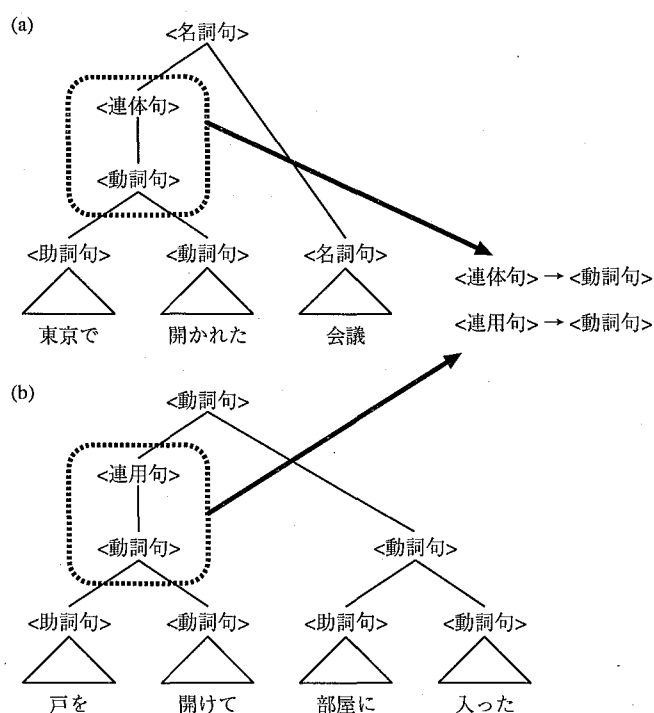 (a)
<名詞句>
<連体句>
<動詞句>
<助詞句> <動詞句> <名詞句>
東京で 開かれた 会議
<連体句> → <動詞句>
<連用句> → <動詞句>
(b)
<動詞句>
<連用句>
<動詞句> <動詞句>
<助詞句> <動詞句> <助詞句> <動詞句>
戸を 開けて 部屋に 入った